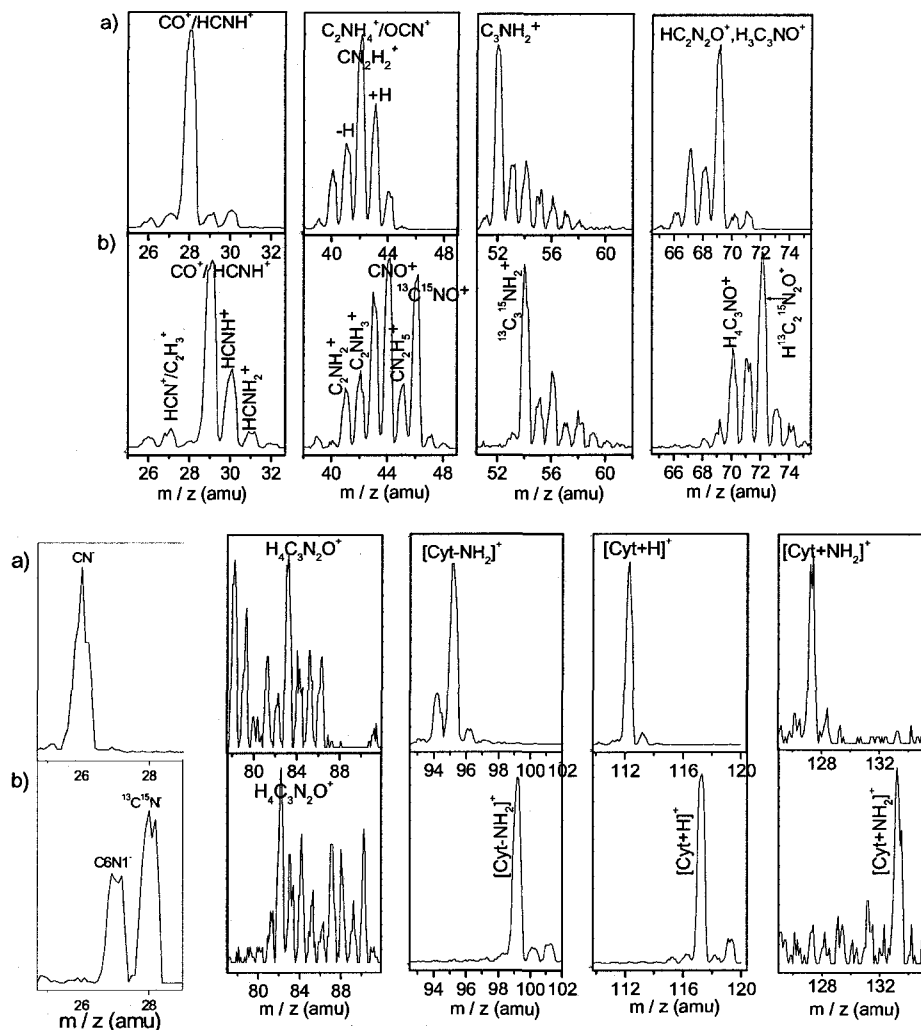 a)
CO⁺/HCNH⁺
C₂NH₄⁺/OCN⁺
CN₂H₂⁺
-H
+H
C₃NH₂⁺
HC₂N₂O⁺,H₃C₃NO⁺
26 28 30 32
40 44 48
52 56 60
66 68 70 72 74
b)
CO⁺/HCNH⁺
HCN⁺/C₂H₃⁺
HCNH⁺
HCNH₂⁺
CNO⁺
¹³C¹⁵NO⁺
C₂NH₂⁺
C₂NH₃⁺
CN₂H₅⁺
¹³C₃¹⁵NH₂⁺
H₄C₃NO⁺
H¹³C₂¹⁵N₂O⁺
26 28 30 32
40 44 48
52 56 60
66 68 70 72 74
m / z (amu)
m / z (amu)
m / z (amu)
m / z (amu)
a)
CN⁻
H₄C₃N₂O⁺
[Cyt-NH₂]⁺
[Cyt+H]⁺
[Cyt+NH₂]⁺
26 28
80 84 88
94 96 98 100 102
112 116 120
128 132
b)
C6N1⁻
¹³C¹⁵N⁻
H₄C₃N₂O⁺
[Cyt-NH₂]⁺
[Cyt+H]⁺
[Cyt+NH₂]⁺
26 28
80 84 88
94 96 98 100 102
112 116 120
128 132
m / z (amu)
m / z (amu)
m / z (amu)
m / z (amu)
m / z (amu)